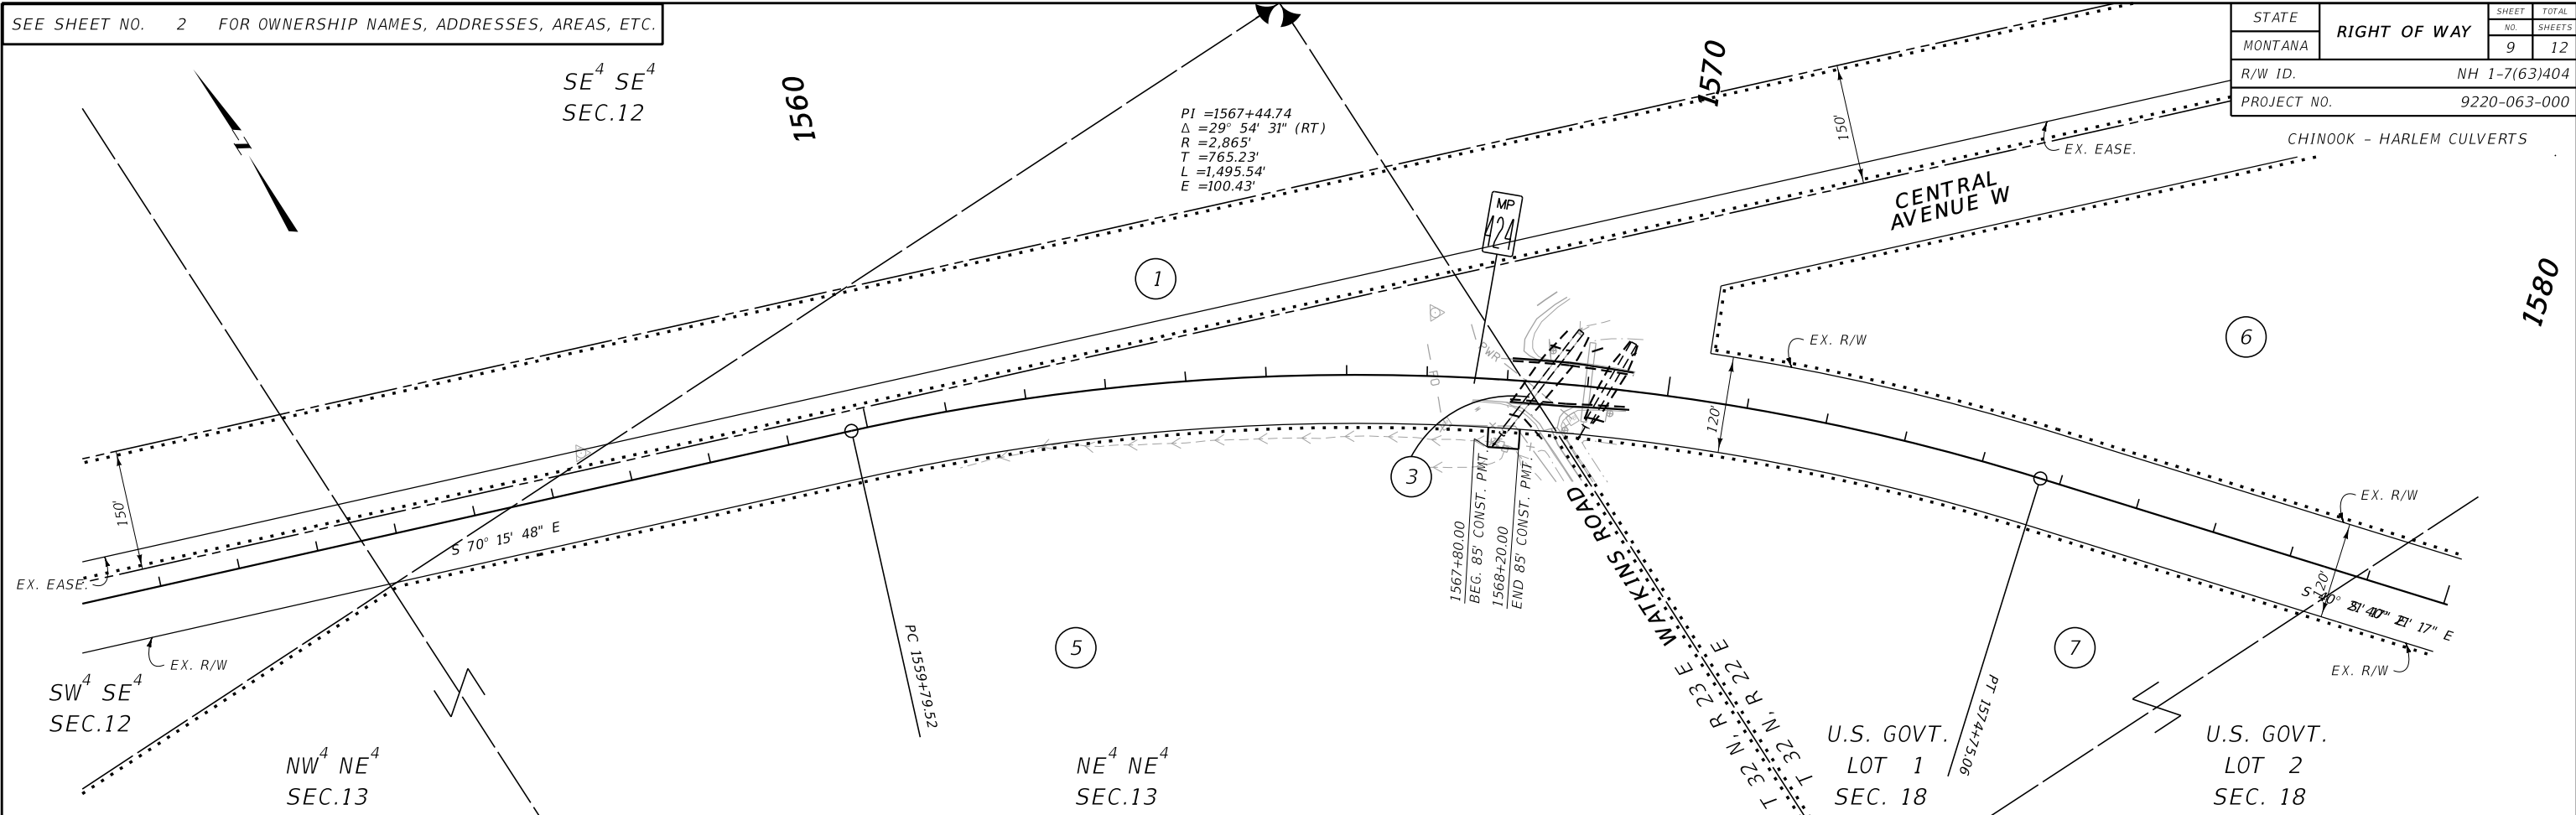 SEE SHEET NO. 2 FOR OWNERSHIP NAMES, ADDRESSES, AREAS, ETC.
STATE
MONTANA
RIGHT OF WAY
SHEET NO.
9
TOTAL SHEETS
12
R/W ID. NH 1-7(63)404
PROJECT NO. 9220-063-000
CHINOOK - HARLEM CULVERTS
SE4 SE4
SEC.12
1560
1570
1580
PI =1567+44.74
Δ =29° 54' 31" (RT)
R =2,865'
T =765.23'
L =1,495.54'
E =100.43'
150'
EX. EASE.
CENTRAL
AVENUE W
MP
424
1
6
EX. R/W
PWR
FO
120'
3
150'
S 70° 15' 48" E
EX. EASE.
EX. R/W
EX. R/W
120'
1567+80.00
BEG. 85' CONST. PMT.
1568+20.00
END 85' CONST. PMT.
WATKINS ROAD
EX. R/W
PC 1559+79.52
5
7
T 32 N, R 23 E
T 32 N, R 22 E
PT 1574+75.06
SW4 SE4
SEC.12
NW4 NE4
SEC.13
NE4 NE4
SEC.13
U.S. GOVT.
LOT 1
SEC. 18
U.S. GOVT.
LOT 2
SEC. 18